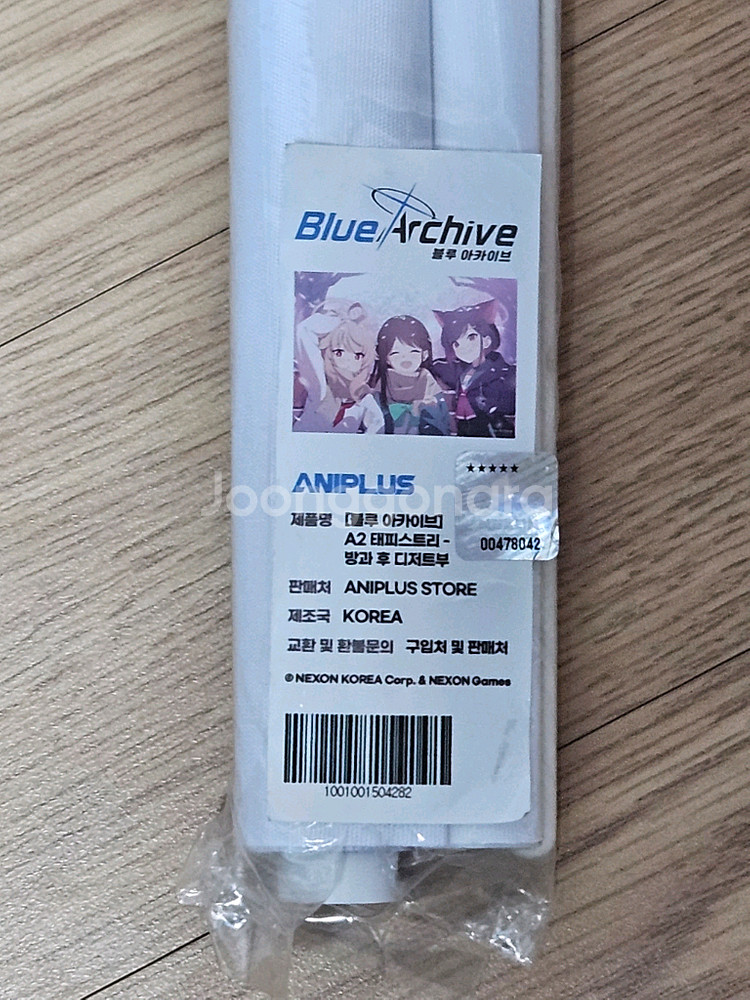 Blue Archive
블루 아카이브
ANIPLUS
Joonggonara
★★★★★
00478042
제품명 [블루 아카이브]
A2 태피스트리 -
방과 후 디저트부
판매처 ANIPLUS STORE
제조국 KOREA
교환 및 환불문의 구입처 및 판매처
© NEXON KOREA Corp. & NEXON Games
1001001504282